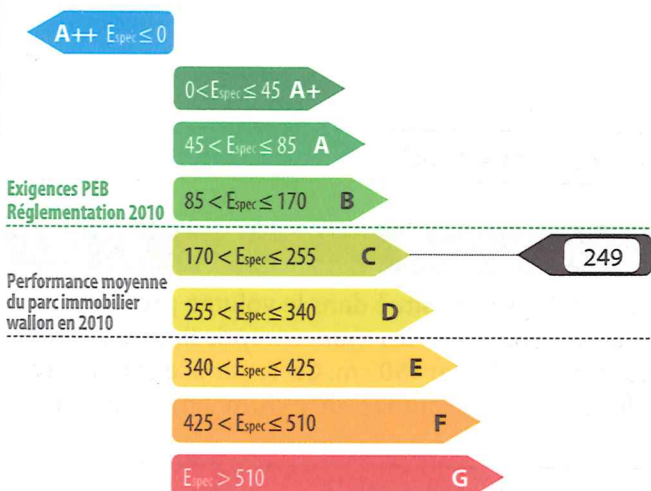 A++ Espec ≤ 0
0 < Espec ≤ 45 A+
45 < Espec ≤ 85 A
Exigences PEB
Réglementation 2010
85 < Espec ≤ 170 B
170 < Espec ≤ 255 C
249
Performance moyenne
du parc immobilier
wallon en 2010
255 < Espec ≤ 340 D
340 < Espec ≤ 425 E
425 < Espec ≤ 510 F
Espec > 510 G